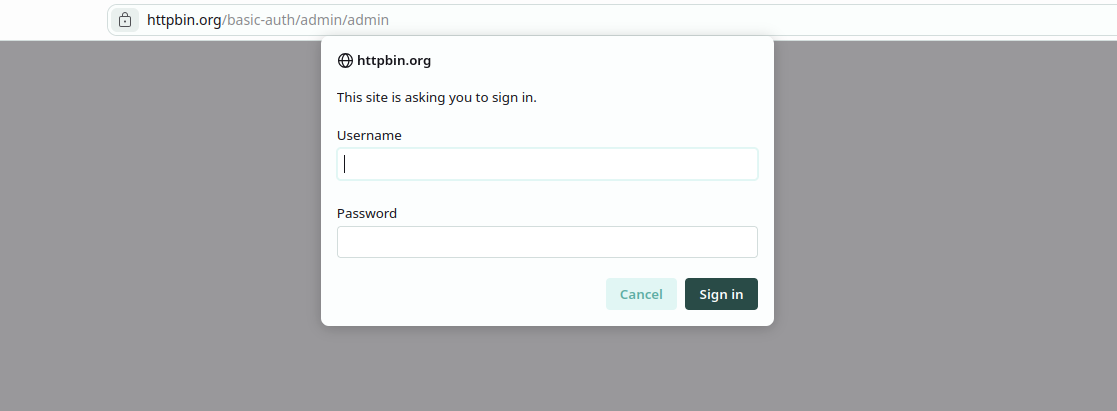 httpbin.org/basic-auth/admin/admin
httpbin.org
This site is asking you to sign in.
Username
Password
Cancel Sign in